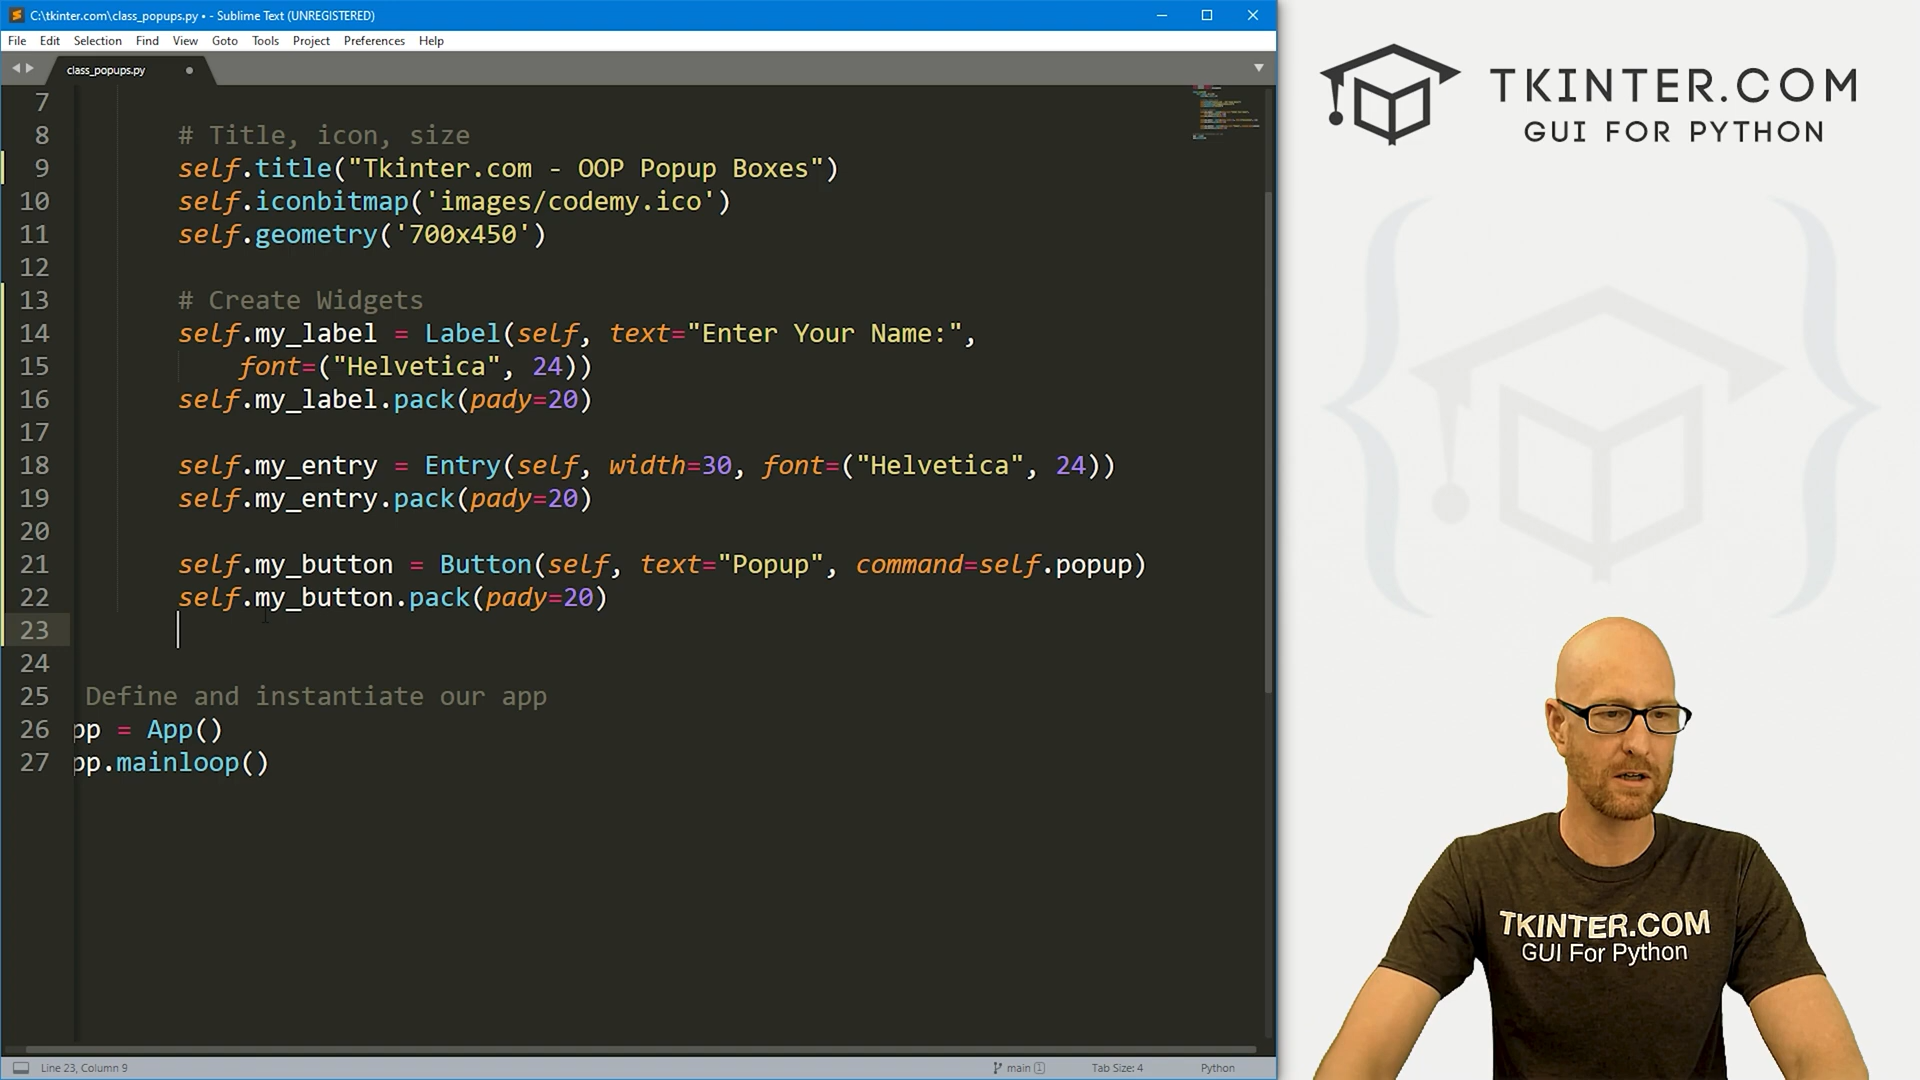 C:\tkinter.com\class_popups.py • - Sublime Text (UNREGISTERED)
File Edit Selection Find View Goto Tools Project Preferences Help
class_popups.py
7
8 # Title, icon, size
9 self.title("Tkinter.com - OOP Popup Boxes")
10 self.iconbitmap('images/codemy.ico')
11 self.geometry('700x450')
12
13 # Create Widgets
14 self.my_label = Label(self, text="Enter Your Name:",
15 font=("Helvetica", 24))
16 self.my_label.pack(pady=20)
17
18 self.my_entry = Entry(self, width=30, font=("Helvetica", 24))
19 self.my_entry.pack(pady=20)
20
21 self.my_button = Button(self, text="Popup", command=self.popup)
22 self.my_button.pack(pady=20)
23
24
25 Define and instantiate our app
26 pp = App()
27 pp.mainloop()
Line 23, Column 9
main 1
Tab Size: 4
Python
TKINTER.COM
GUI FOR PYTHON
TKINTER.COM
GUI For Python